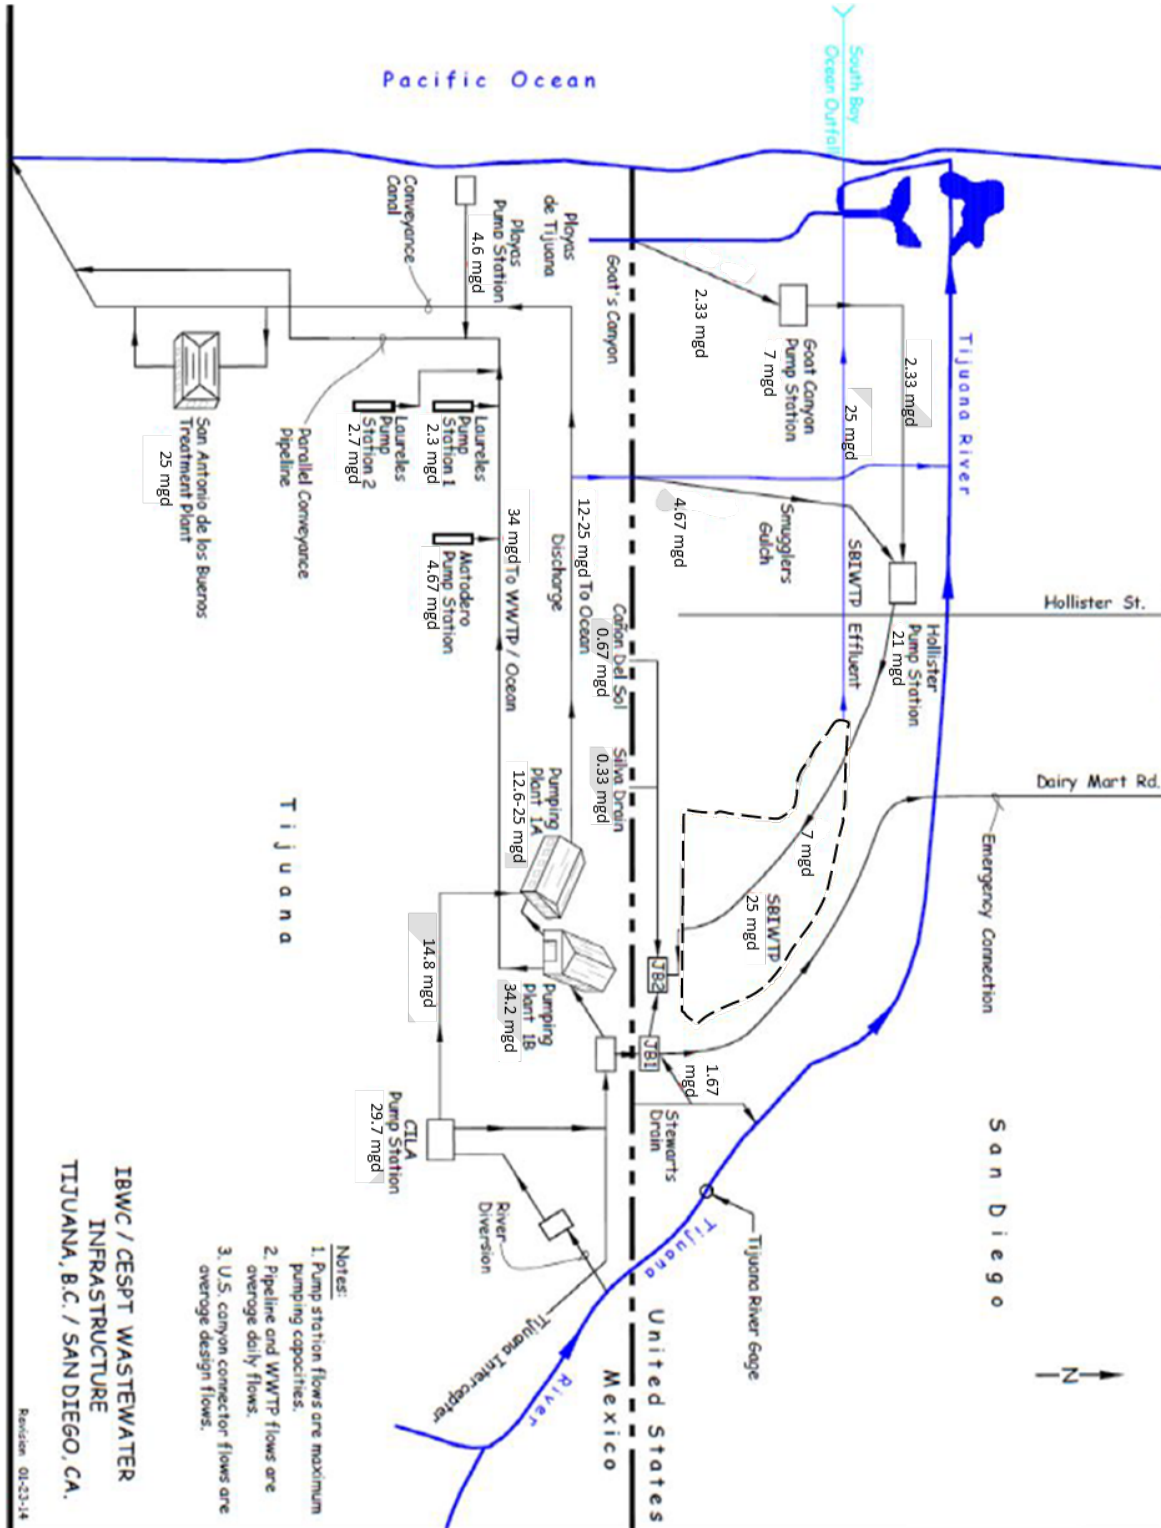 Pacific Ocean
South Bay
Ocean Outfall
Tijuana River
Playas
de Tijuana
Goat's Canyon
Playas
Pump Station
4.6 mgd
Conveyance
Canal
2.33 mgd
Goat Canyon
Pump Station
7 mgd
2.33 mgd
25 mgd
San Antonio de los Buenos
Treatment Plant
25 mgd
Parallel Conveyance
Pipeline
Laureles
Pump
Station 2
2.7 mgd
Laureles
Pump
Station 1
2.3 mgd
Matadero
Pump Station
4.67 mgd
34 mgd To WWTP / Ocean
Discharge
12-25 mgd To Ocean
4.67 mgd
Smugglers
Gulch
SBIWTP Effluent
Hollister St.
Hollister
Pump Station
21 mgd
Cañon Del Sol
0.67 mgd
Silva Drain
0.33 mgd
Dairy Mart Rd.
Emergency Connection
7 mgd
SBIWTP
25 mgd
JB2
JB1
Pumping
Plant 1A
12.6-25 mgd
Pumping
Plant 1B
34.2 mgd
14.8 mgd
1.67
mgd
Stewarts
Drain
CILA
Pump Station
29.7 mgd
River
Diversion
Tijuana River Gage
Tijuana
River
Tijuana Intercepter
Tijuana
San Diego
United States
Mexico
N
Notes:
1. Pump station flows are maximum
pumping capacities.
2. Pipeline and WWTP flows are
average daily flows.
3. U.S. canyon connector flows are
average design flows.
IBWC / CESPT WASTEWATER
INFRASTRUCTURE
TIJUANA, B.C. / SAN DIEGO, CA.
Revision 01-23-14